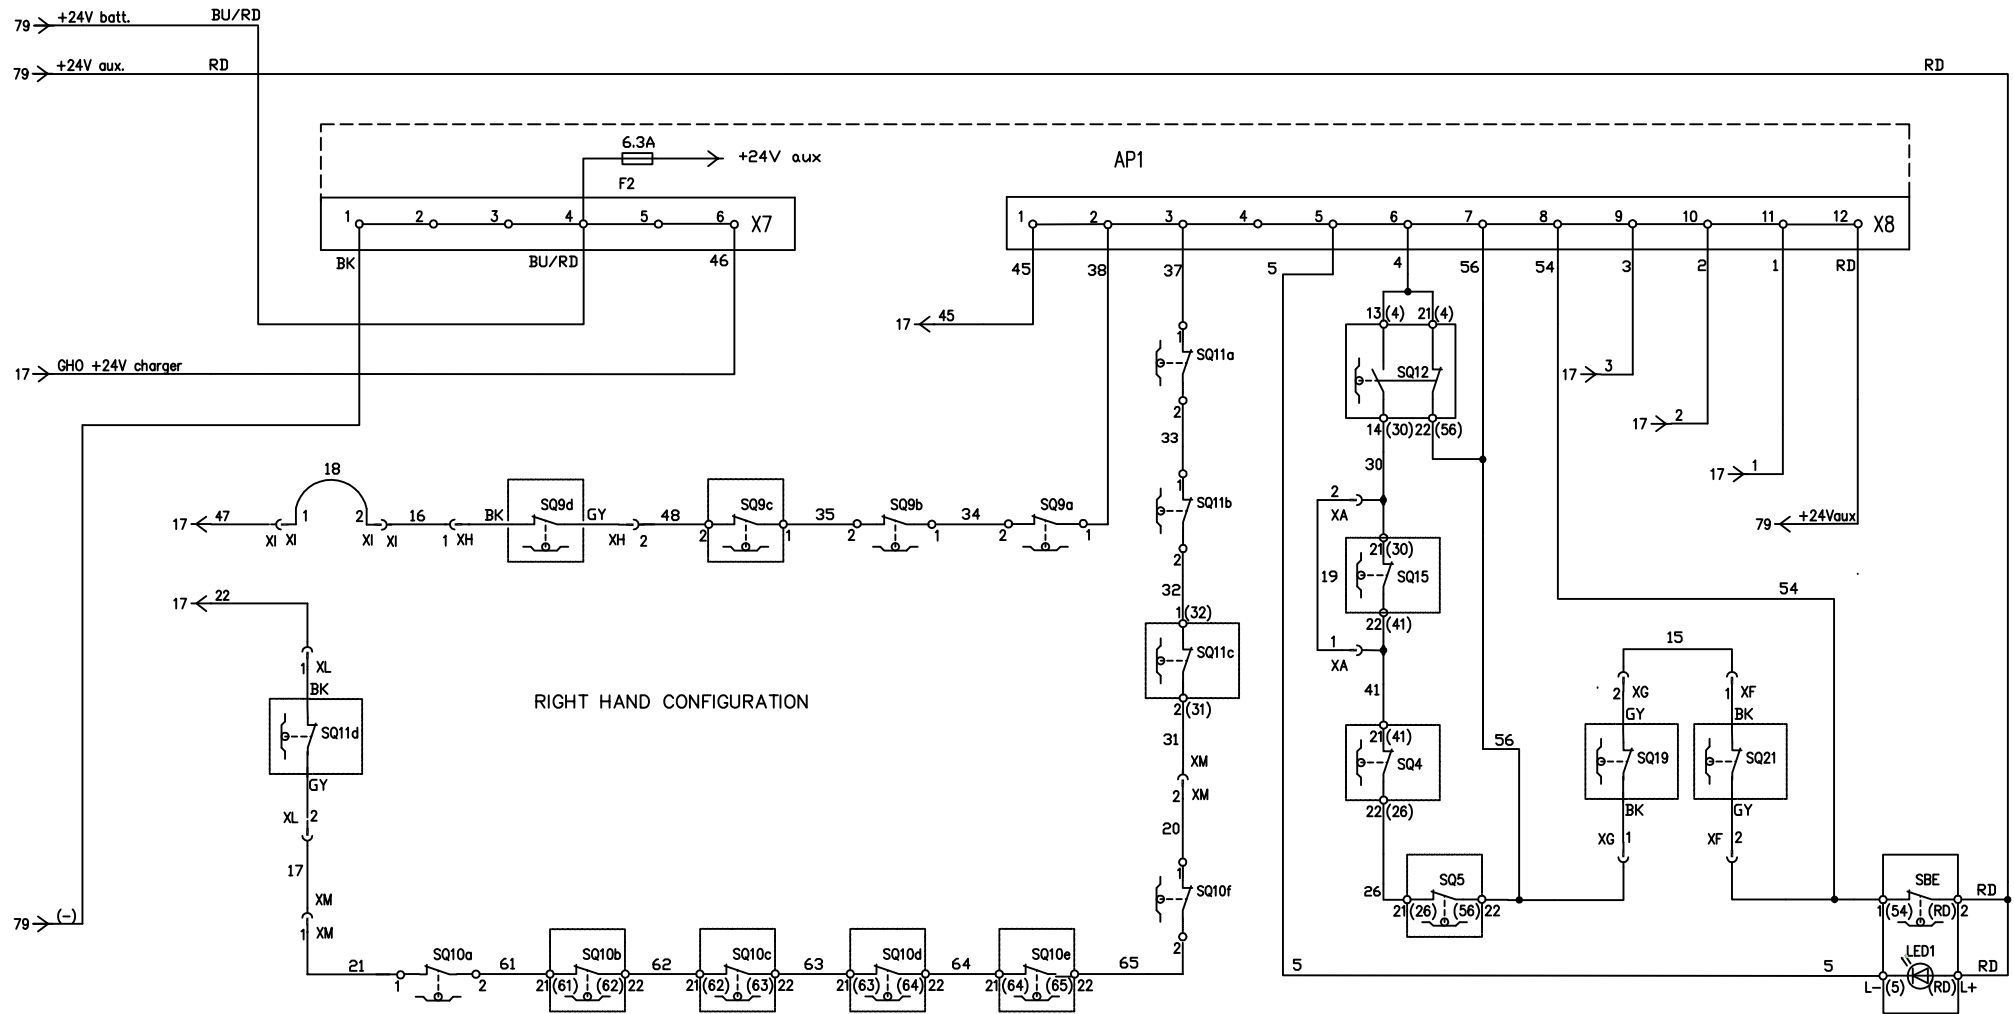 79 +24V batt. BU/RD
79 +24V aux. RD RD
6.3A +24V aux AP1
F2
1 2 3 4 5 6 X7 1 2 3 4 5 6 7 8 9 10 11 12 X8
BK BU/RD 46 45 38 37 5 4 56 54 3 2 1 RD
17 45
13(4) 21(4)
1 SQ11a
SQ12
17 GHO +24V charger
17 3
2
17 2
14(30) 22(56)
33
30
17 1
18
17 47 1 2 16 BK SQ9d GY 48 SQ9c 35 SQ9b 34 SQ9a
XI XI XI XI 1 XH XH 2 2 1 2 1 2 1
1 SQ11b
2
XA
79 +24Vaux
2
21(30)
19 SQ15
32
54
17 22
1(32)
22(41)
1
XA
15
SQ11c
1 XL
BK
41
2 XG 1 XF
GY BK
RIGHT HAND CONFIGURATION
2(31)
31
SQ11d
21(41)
56
XM
SQ4
SQ19 SQ21
GY
2 XM
XL 2
22(26)
BK GY
20
XG 1 XF 2
17
1
SQ10f
SQ5 SBE
26 RD
XM
21(26) (56)22 1(54) (RD)2
79 (-)
1 XM
2
SQ10a SQ10b SQ10c SQ10d SQ10e
LED1
21 61 62 63 64 65 5 5 RD
1 2 21(61) (62)22 21(62) (63)22 21(63) (64)22 21(64) (65)22
L-(5) (RD)L+